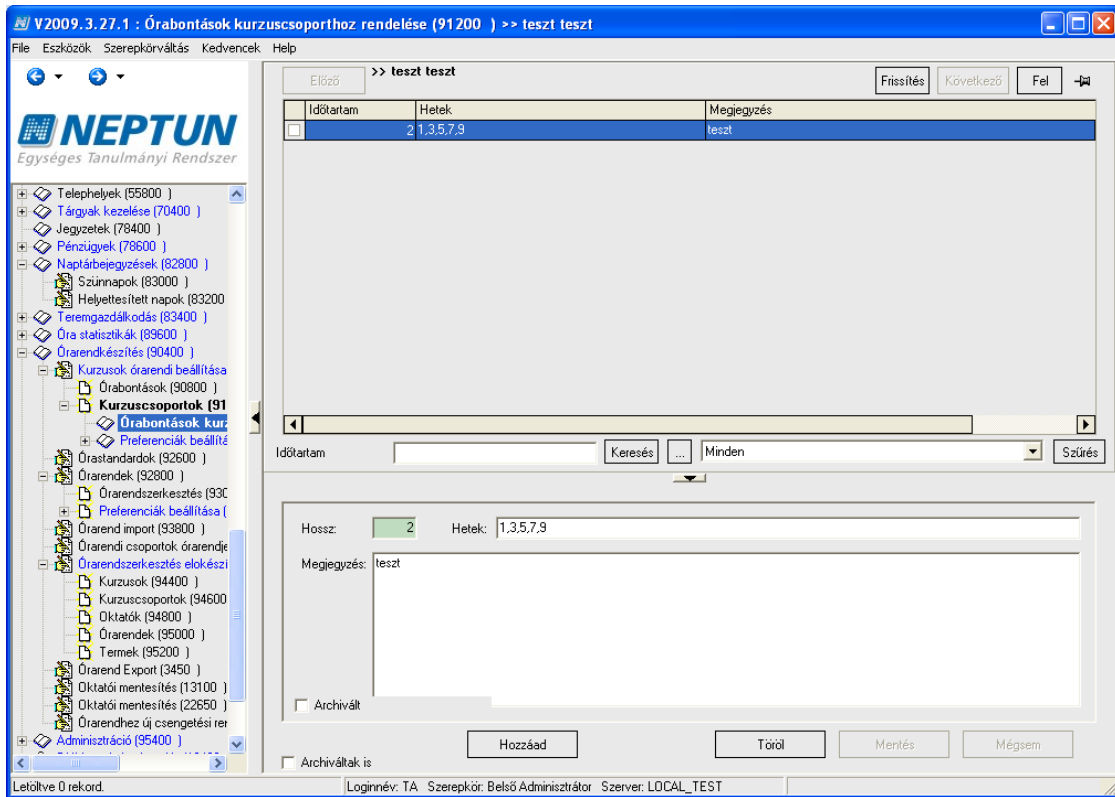 V2009.3.27.1 : Órabontások kurzuscsoporthoz rendelése (91200  ) >> teszt teszt
File Eszközök Szerepkörváltás Kedvencek Help
Előző
>> teszt teszt
Frissítés
Következő
Fel
NEPTUN
Egységes Tanulmányi Rendszer
Időtartam Hetek Megjegyzés
2 1,3,5,7,9 teszt
Telephelyek (55800  )
Tárgyak kezelése (70400  )
Jegyzetek (78400  )
Pénzügyek (78600  )
Naptárbejegyzések (82800  )
Szünnapok (83000  )
Helyettesített napok (83200
Teremgazdálkodás (83400  )
Óra statisztikák (89600  )
Órarendkészítés (90400  )
Kurzusok órarendi beállítása
Órabontások (90800  )
Kurzuscsoportok (91
Órabontások kur
Preferenciák beállítá
Órastandardok (92600  )
Órarendek (92800  )
Órarendszerkesztés (930
Preferenciák beállítása (
Órarend import (93800  )
Órarendi csoportok órarendje
Órarendszerkesztés elokészí
Kurzusok (94400  )
Kurzuscsoportok (94600
Oktatók (94800  )
Órarendek (95000  )
Termek (95200  )
Órarend Export (3450  )
Oktatói mentesítés (13100  )
Oktatói mentesítés (22650  )
Órarendhez új csengetési rer
Adminisztráció (95400  )
Időtartam
Keresés
...
Minden
Szűrés
Hossz: 2 Hetek: 1,3,5,7,9
Megjegyzés: teszt
Archivált
Hozzáad
Töröl
Mentés
Mégsem
Archiváltak is
Letöltve 0 rekord.
Loginnév: TA Szerepkör: Belső Adminisztrátor Szerver: LOCAL_TEST